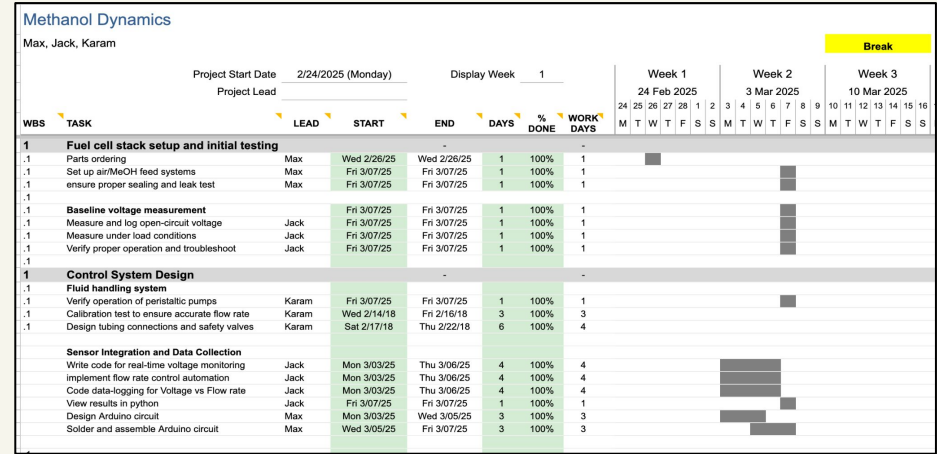 Methanol Dynamics
Max, Jack, Karam
Break
Project Start Date 2/24/2025 (Monday) Display Week 1 Week 1 Week 2 Week 3
Project Lead 24 Feb 2025 3 Mar 2025 10 Mar 2025
24 25 26 27 28 1 2 3 4 5 6 7 8 9 10 11 12 13 14 15 16
WBS TASK LEAD START END DAYS % DONE WORK DAYS M T W T F S S M T W T F S S M T W T F S S
1 Fuel cell stack setup and initial testing - -
.1 Parts ordering Max Wed 2/26/25 Wed 2/26/25 1 100% 1
.1 Set up air/MeOH feed systems Max Fri 3/07/25 Fri 3/07/25 1 100% 1
.1 ensure proper sealing and leak test Max Fri 3/07/25 Fri 3/07/25 1 100% 1
.1
.1 Baseline voltage measurement Fri 3/07/25 Fri 3/07/25 1 100% 1
.1 Measure and log open-circuit voltage Jack Fri 3/07/25 Fri 3/07/25 1 100% 1
.1 Measure under load conditions Jack Fri 3/07/25 Fri 3/07/25 1 100% 1
.1 Verify proper operation and troubleshoot Jack Fri 3/07/25 Fri 3/07/25 1 100% 1
.1
1 Control System Design - -
.1 Fluid handling system
.1 Verify operation of peristaltic pumps Karam Fri 3/07/25 Fri 3/07/25 1 100% 1
.1 Calibration test to ensure accurate flow rate Karam Wed 2/14/18 Fri 2/16/18 3 100% 3
.1 Design tubing connections and safety valves Karam Sat 2/17/18 Thu 2/22/18 6 100% 4
Sensor Integration and Data Collection
Write code for real-time voltage monitoring Jack Mon 3/03/25 Thu 3/06/25 4 100% 4
implement flow rate control automation Jack Mon 3/03/25 Thu 3/06/25 4 100% 4
Code data-logging for Voltage vs Flow rate Jack Mon 3/03/25 Thu 3/06/25 4 100% 4
View results in python Jack Fri 3/07/25 Fri 3/07/25 1 100% 1
Design Arduino circuit Max Mon 3/03/25 Wed 3/05/25 3 100% 3
Solder and assemble Arduino circuit Max Wed 3/05/25 Fri 3/07/25 3 100% 3